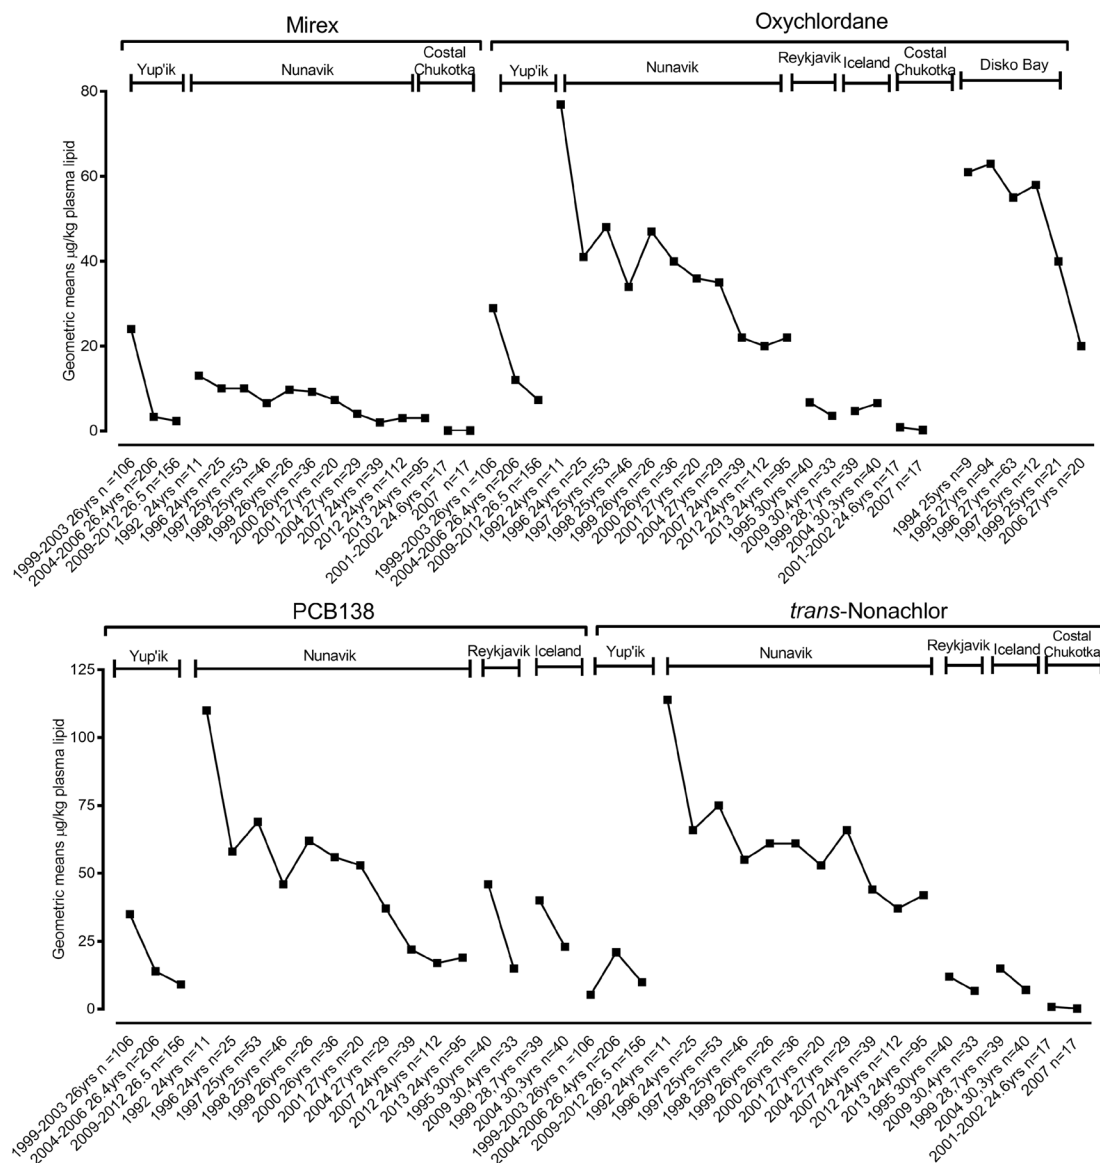 Mirex
Oxychlordane
Yup'ik
Nunavik
Costal
Chukotka
Yup'ik
Nunavik
Reykjavik
Iceland
Costal
Chukotka
Disko Bay
Geometric means µg/kg plasma lipid
80
60
40
20
0
1999-2003 26yrs n =106
2004-2006 26.4yrs n=206
2009-2012 26.5 n=156
1992 24yrs n=11
1996 24yrs n=25
1997 25yrs n=53
1998 25yrs n=46
1999 26yrs n=26
2000 26yrs n=36
2001 27yrs n=20
2004 27yrs n=29
2007 24yrs n=39
2012 24yrs n=112
2013 24yrs n=95
2001-2002 24.6yrs n=17
2007 n=17
1999-2003 26yrs n =106
2004-2006 26.4yrs n=206
2009-2012 26.5 n=156
1992 24yrs n=11
1996 24yrs n=25
1997 25yrs n=53
1998 25yrs n=46
1999 26yrs n=26
2000 26yrs n=36
2001 27yrs n=20
2004 27yrs n=29
2007 24yrs n=39
2012 24yrs n=112
2013 24yrs n=95
1995 30yrs n=40
2009 30.4yrs n=33
1999 28.7yrs n=39
2004 30.3yrs n=40
2001-2002 24.6yrs n=17
2007 n=17
1994 25yrs n=9
1995 27yrs n=94
1996 27yrs n=63
1997 25yrs n=12
1999 25yrs n=21
2006 27yrs n=20
PCB138
trans-Nonachlor
Yup'ik
Nunavik
Reykjavik
Iceland
Yup'ik
Nunavik
Reykjavik
Iceland
Costal
Chukotka
Geometric means µg/kg plasma lipid
125
100
75
50
25
0
1999-2003 26yrs n =106
2004-2006 26.4yrs n=206
2009-2012 26.5 n=156
1992 24yrs n=11
1996 24yrs n=25
1997 25yrs n=53
1998 25yrs n=46
1999 26yrs n=26
2000 26yrs n=36
2001 27yrs n=20
2004 27yrs n=29
2007 24yrs n=39
2012 24yrs n=112
2013 24yrs n=95
1995 30yrs n=40
2009 30.4yrs n=33
1999 28.7yrs n=39
2004 30.3yrs n=40
1999-2003 26yrs n =106
2004-2006 26.4yrs n=206
2009-2012 26.5 n=156
1992 24yrs n=11
1996 24yrs n=25
1997 25yrs n=53
1998 25yrs n=46
1999 26yrs n=26
2000 26yrs n=36
2001 27yrs n=20
2004 27yrs n=29
2007 24yrs n=39
2012 24yrs n=112
2013 24yrs n=95
1995 30yrs n=40
2009 30.4yrs n=33
1999 28.7yrs n=39
2004 30.3yrs n=40
2001-2002 24.6yrs n=17
2007 n=17